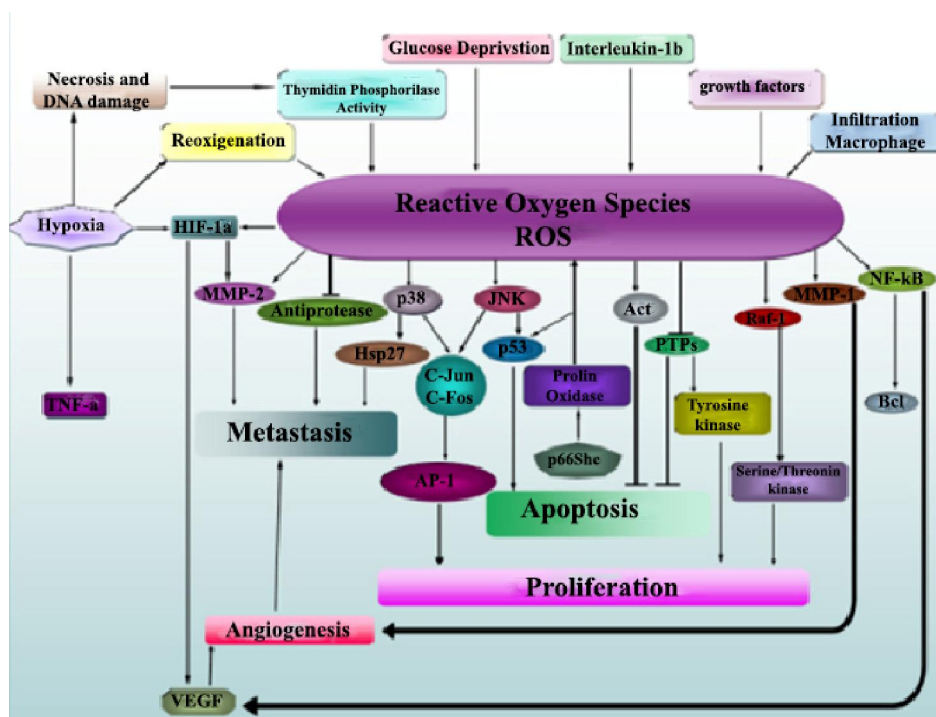 Glucose Deprivstion
Interleukin-1b
Necrosis and
DNA damage
Thymidin Phosphorilase
Activity
growth factors
Infiltration
Macrophage
Reoxigenation
Reactive Oxygen Species
ROS
Hypoxia
HIF-1a
NF-kB
MMP-2
p38
JNK
MMP-1
Antiprotease
Act
Raf-1
Hsp27
p53
PTPs
C-Jun
C-Fos
Prolin
Oxidase
TNF-a
Tyrosine
kinase
Bcl
Metastasis
p66Shc
AP-1
Serine/Threonin
kinase
Apoptosis
Proliferation
Angiogenesis
VEGF